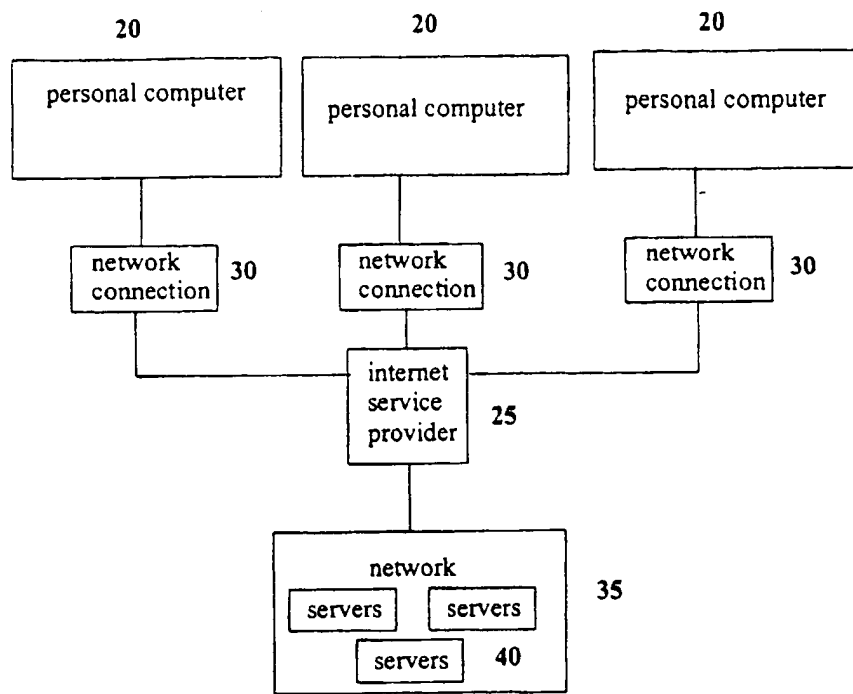 20 20 20
personal computer personal computer personal computer
network connection 30
network connection 30
network connection 30
internet
service
provider
25
network
35
servers servers
servers 40